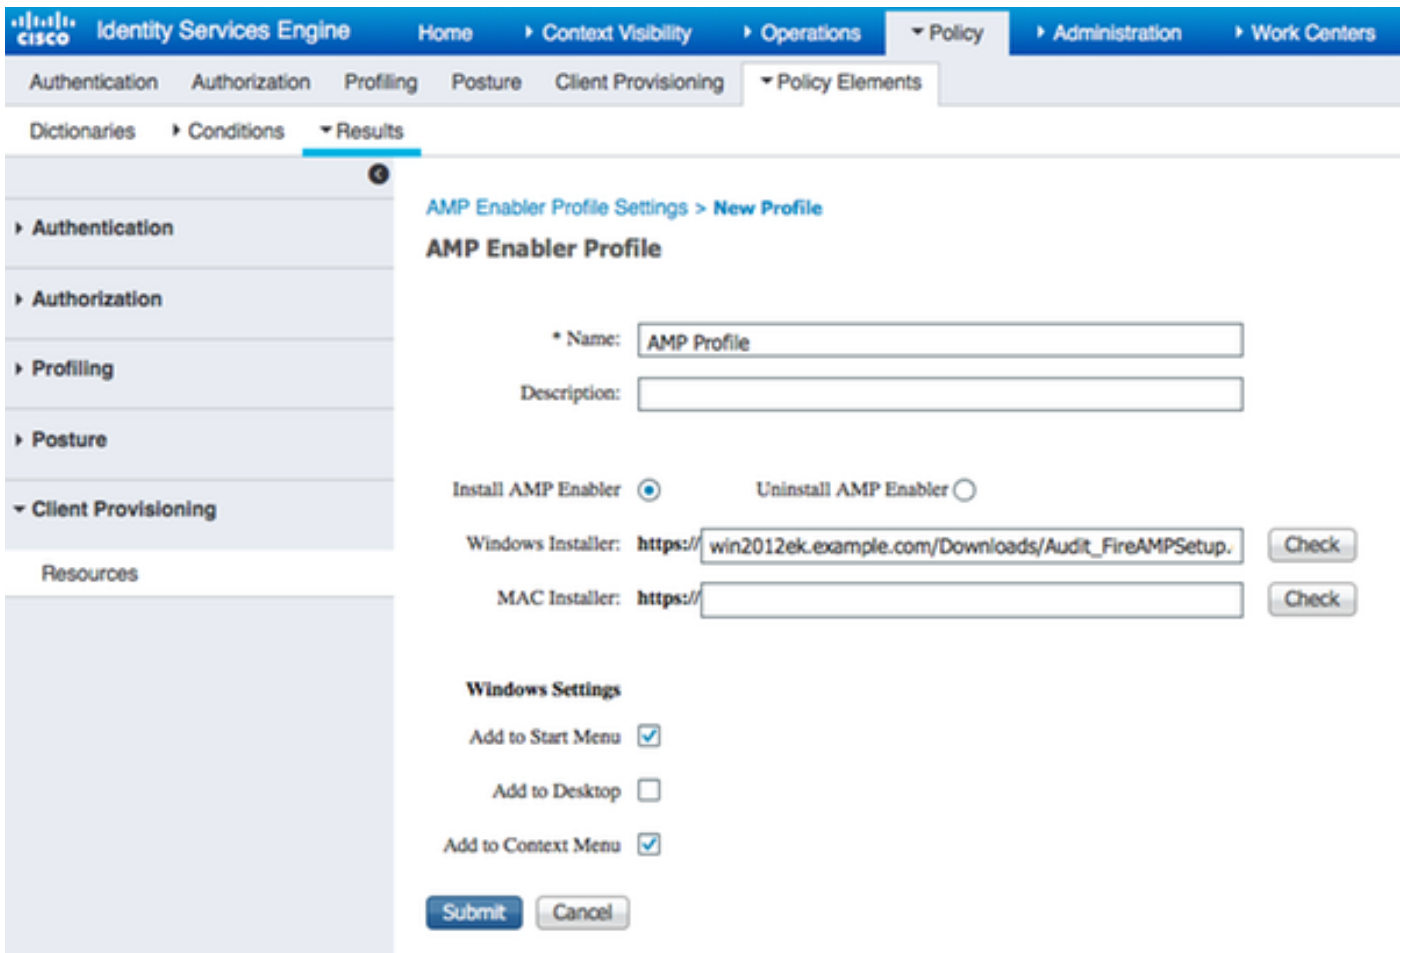 cisco Identity Services Engine Home Context Visibility Operations Policy Administration Work Centers
Authentication Authorization Profiling Posture Client Provisioning Policy Elements
Dictionaries Conditions Results
Authentication
Authorization
Profiling
Posture
Client Provisioning
Resources
AMP Enabler Profile Settings > New Profile
AMP Enabler Profile
* Name: AMP Profile
Description:
Install AMP Enabler Uninstall AMP Enabler
Windows Installer: https:// win2012ek.example.com/Downloads/Audit_FireAMPSetup. Check
MAC Installer: https:// Check
Windows Settings
Add to Start Menu
Add to Desktop
Add to Context Menu
Submit Cancel